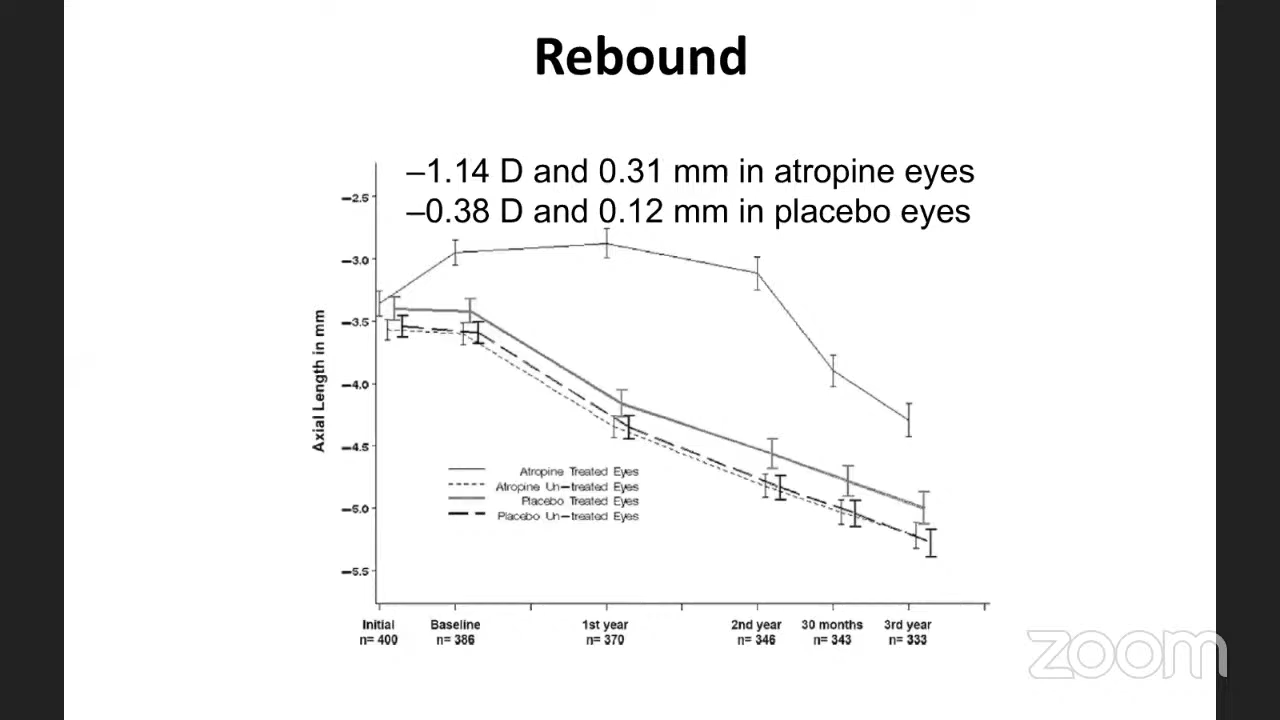 Rebound
–1.14 D and 0.31 mm in atropine eyes
–0.38 D and 0.12 mm in placebo eyes
Axial Length in mm
–2.5
–3.0
–3.5
–4.0
–4.5
–5.0
–5.5
Atropine Treated Eyes
Atropine Un-treated Eyes
Placebo Treated Eyes
Placebo Un-treated Eyes
Initial Baseline 1st year 2nd year 30 months 3rd year
n= 400 n= 386 n= 370 n= 346 n= 343 n= 333
zoom